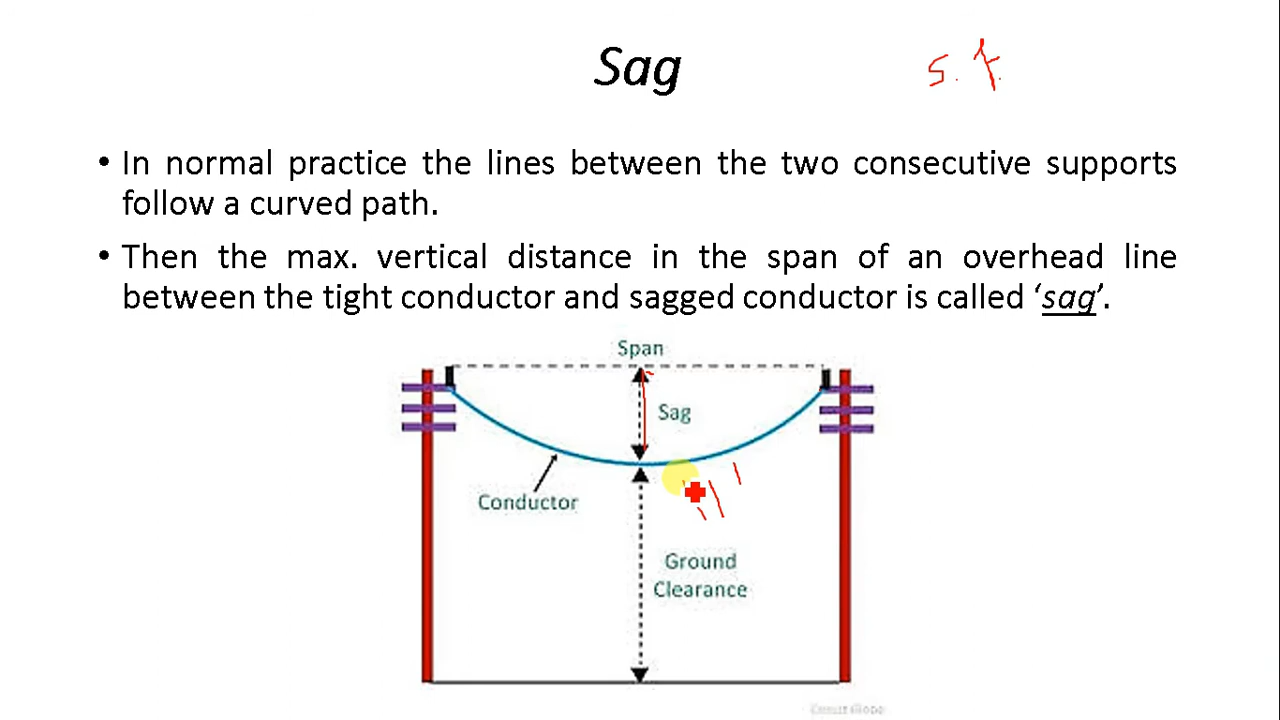 Sag
s.f.
• In normal practice the lines between the two consecutive supports
follow a curved path.
• Then the max. vertical distance in the span of an overhead line
between the tight conductor and sagged conductor is called ‘sag’.
Span
Sag
Conductor
Ground
Clearance
Circuit Globe